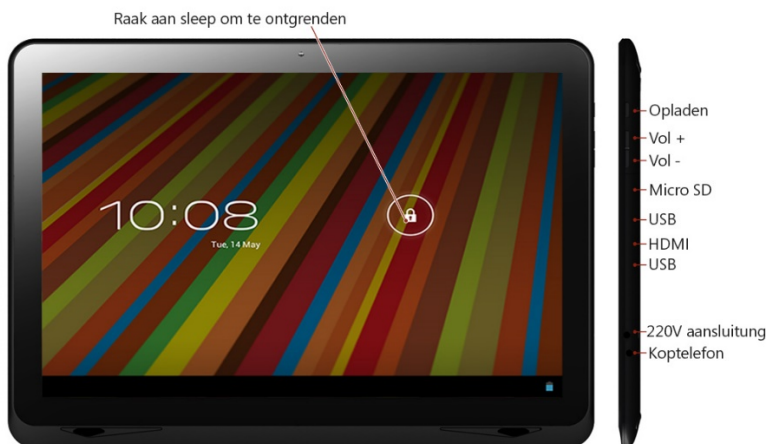 Raak aan sleep om te ontgrenden
10:08
Tue, 14 May
Opladen
Vol +
Vol -
Micro SD
USB
HDMI
USB
220V aansluitung
Koptelefon